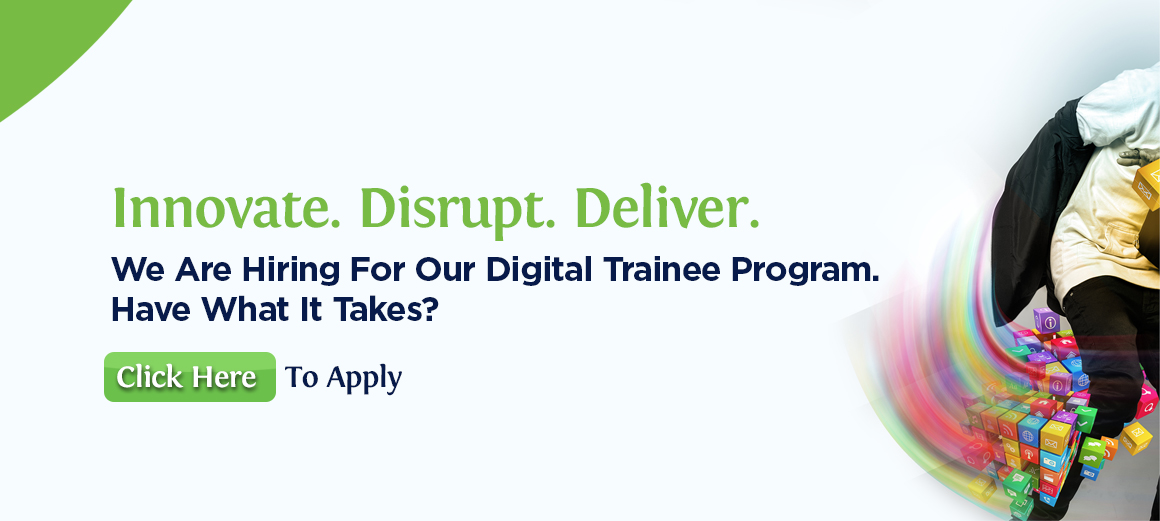 Innovate. Disrupt. Deliver.
We Are Hiring For Our Digital Trainee Program.
Have What It Takes?
Click Here To Apply